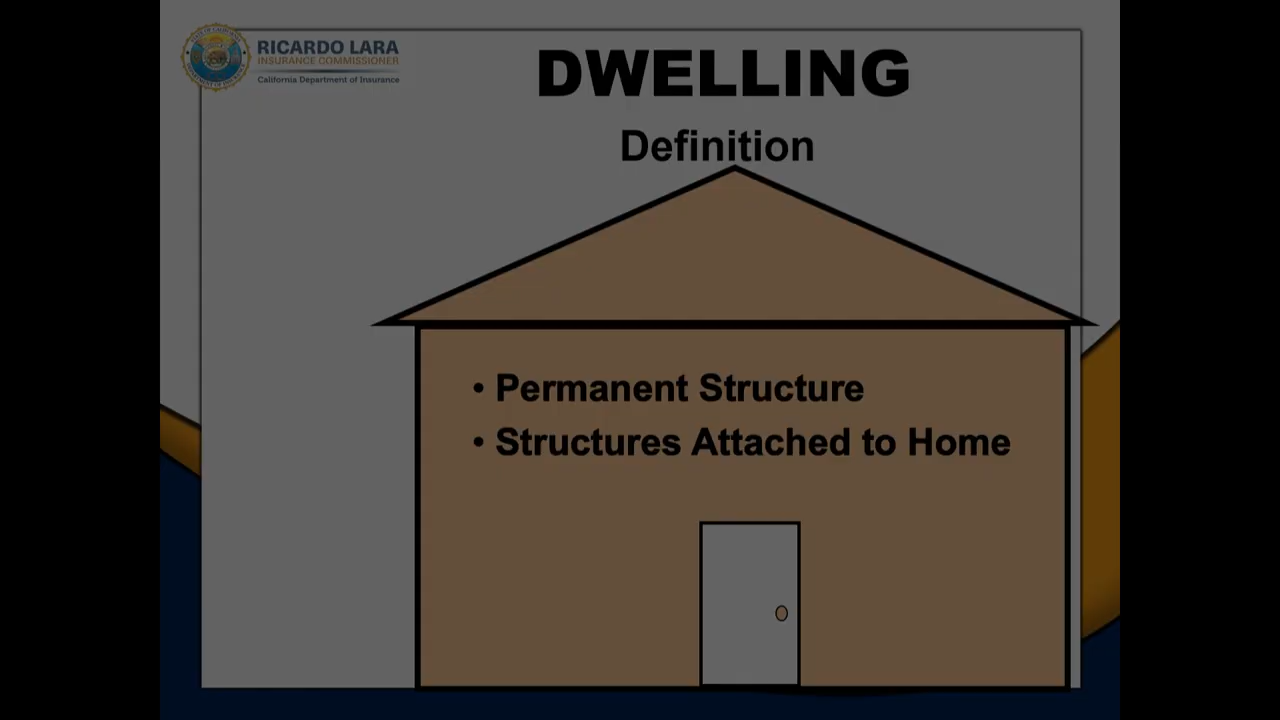 RICARDO LARA
INSURANCE COMMISSIONER
California Department of Insurance
DWELLING
Definition
• Permanent Structure
• Structures Attached to Home